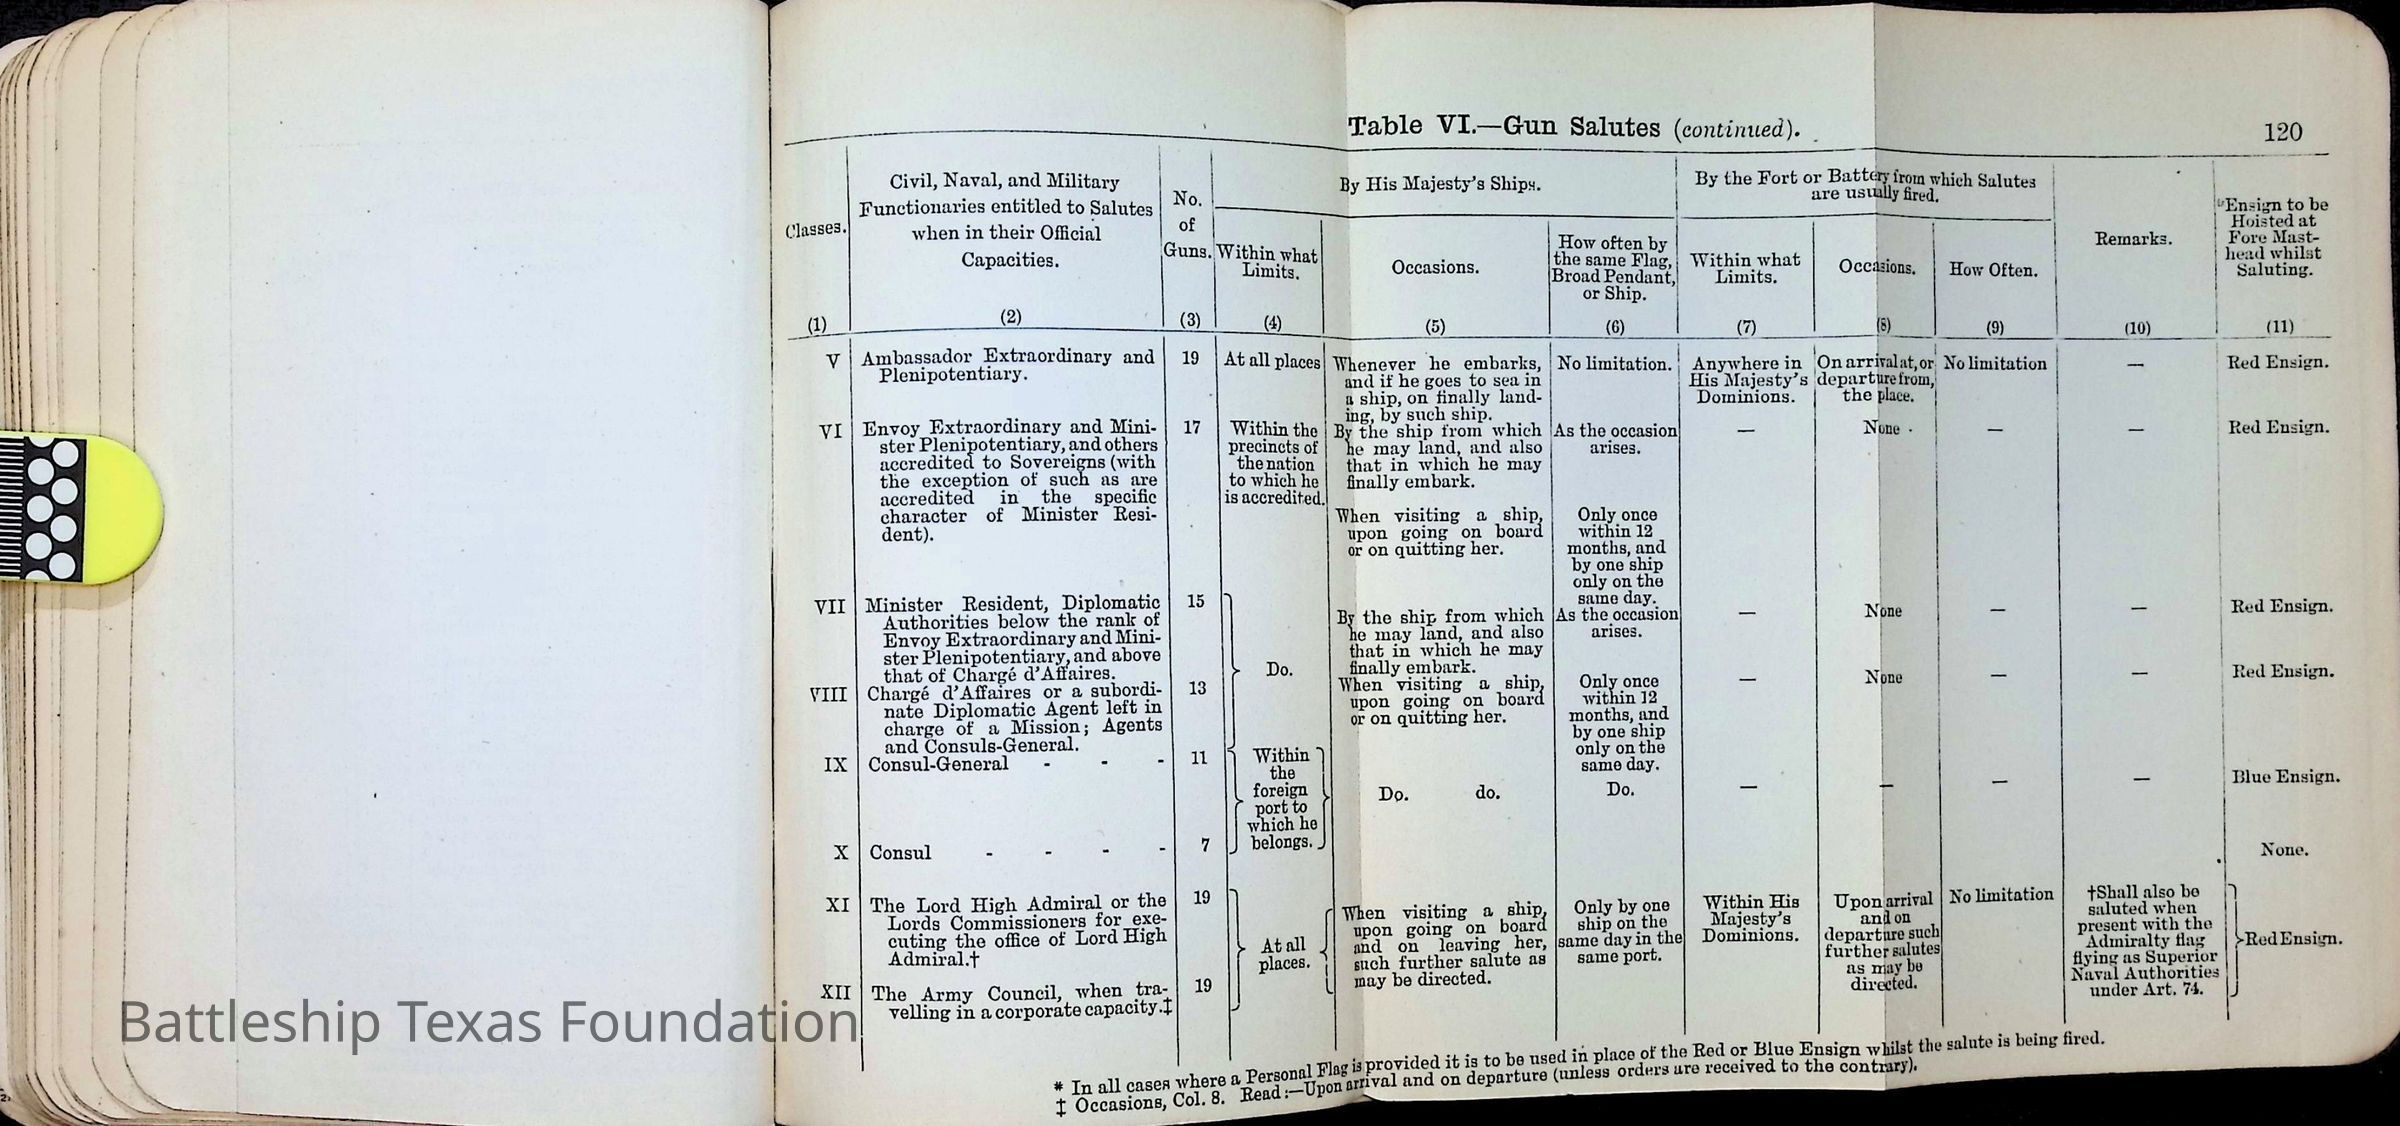 Table VI.—Gun Salutes (continued).
120
Classes.
(1)
Civil, Naval, and Military
Functionaries entitled to Salutes
when in their Official
Capacities.
(2)
No.
of
Guns.
(3)
By His Majesty's Ships.
Within what
Limits.
(4)
Occasions.
(5)
How often by
the same Flag,
Broad Pendant,
or Ship.
(6)
By the Fort or Battery from which Salutes
are usually fired.
Within what
Limits.
(7)
Occasions.
(8)
How Often.
(9)
Remarks.
(10)
*Ensign to be
Hoisted at
Fore Mast-
head whilst
Saluting.
(11)
V
Ambassador Extraordinary and
Plenipotentiary.
19
At all places
Whenever he embarks,
and if he goes to sea in
a ship, on finally land-
ing, by such ship.
No limitation.
Anywhere in
His Majesty's
Dominions.
On arrival at, or
departure from,
the place.
No limitation
—
Red Ensign.
VI
Envoy Extraordinary and Mini-
ster Plenipotentiary, and others
accredited to Sovereigns (with
the exception of such as are
accredited in the specific
character of Minister Resi-
dent).
17
Within the
precincts of
the nation
to which he
is accredited.
By the ship from which
he may land, and also
that in which he may
finally embark.
When visiting a ship,
upon going on board
or on quitting her.
As the occasion
arises.
Only once
within 12
months, and
by one ship
only on the
same day.
—
None
—
—
Red Ensign.
VII
Minister Resident, Diplomatic
Authorities below the rank of
Envoy Extraordinary and Mini-
ster Plenipotentiary, and above
that of Chargé d'Affaires.
15
Do.
By the ship from which
he may land, and also
that in which he may
finally embark.
As the occasion
arises.
—
None
—
—
Red Ensign.
VIII
Chargé d'Affaires or a subordi-
nate Diplomatic Agent left in
charge of a Mission; Agents
and Consuls-General.
13
When visiting a ship,
upon going on board
or on quitting her.
Only once
within 12
months, and
by one ship
only on the
same day.
—
None
—
—
Red Ensign.
IX
Consul-General - - -
11
Within
the
foreign
port to
which he
belongs.
Do. do.
Do.
—
—
—
—
Blue Ensign.
X
Consul - - - -
7
None.
XI
The Lord High Admiral or the
Lords Commissioners for exe-
cuting the office of Lord High
Admiral.†
19
At all
places.
When visiting a ship,
upon going on board
and on leaving her,
such further salute as
may be directed.
Only by one
ship on the
same day in the
same port.
Within His
Majesty's
Dominions.
Upon arrival
and on
departure such
further salutes
as may be
directed.
No limitation
†Shall also be
saluted when
present with the
Admiralty flag
flying as Superior
Naval Authorities
under Art. 74.
Red Ensign.
XII
The Army Council, when tra-
velling in a corporate capacity.‡
19
* In all cases where a Personal Flag is provided it is to be used in place of the Red or Blue Ensign whilst the salute is being fired.
‡ Occasions, Col. 8. Read:—Upon arrival and on departure (unless orders are received to the contrary).
Battleship Texas Foundation